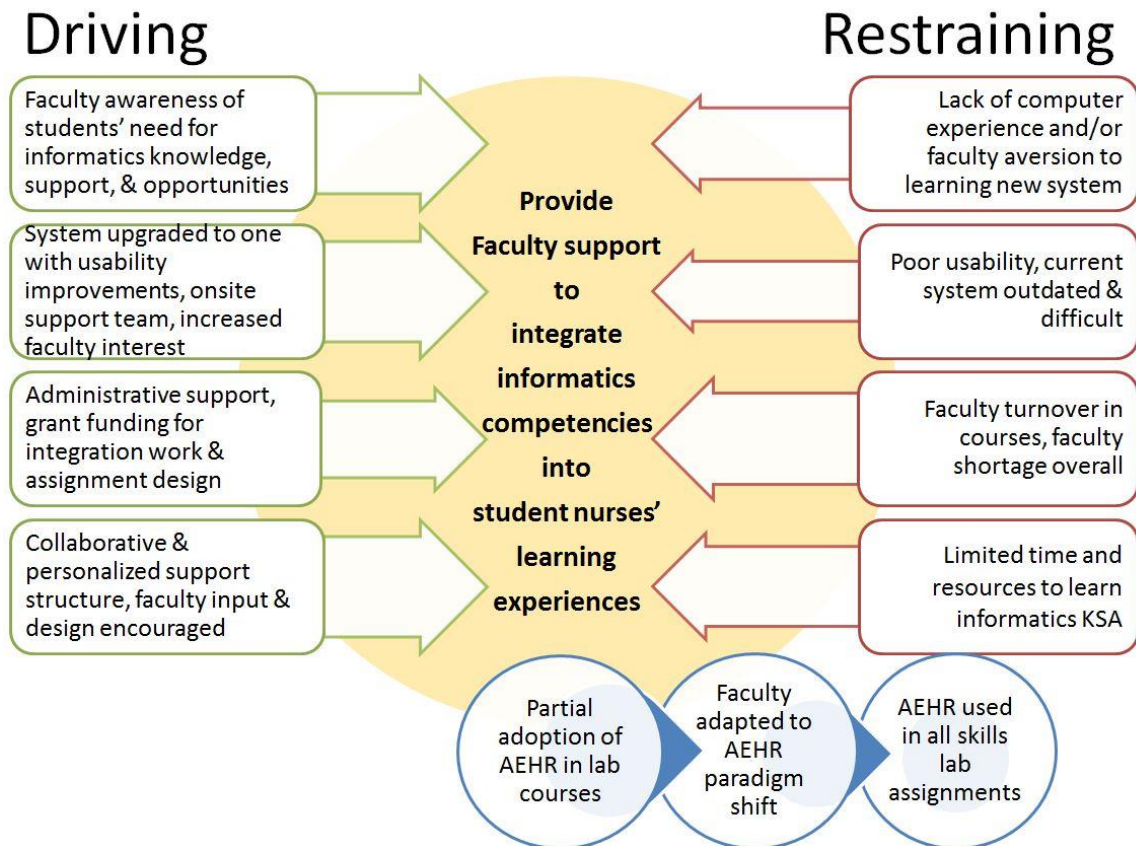 Driving
Restraining
Faculty awareness of
students’ need for
informatics knowledge,
support, & opportunities
System upgraded to one
with usability
improvements, onsite
support team, increased
faculty interest
Administrative support,
grant funding for
integration work &
assignment design
Collaborative &
personalized support
structure, faculty input &
design encouraged
Provide
Faculty support
to
integrate
informatics
competencies
into
student nurses’
learning
experiences
Lack of computer
experience and/or
faculty aversion to
learning new system
Poor usability, current
system outdated &
difficult
Faculty turnover in
courses, faculty
shortage overall
Limited time and
resources to learn
informatics KSA
Partial
adoption of
AEHR in lab
courses
Faculty
adapted to
AEHR
paradigm
shift
AEHR used
in all skills
lab
assignments